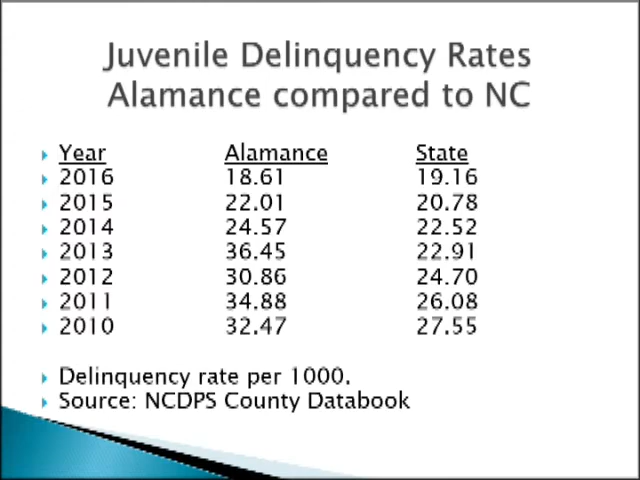 Juvenile Delinquency Rates
Alamance compared to NC
Year Alamance State
2016 18.61 19.16
2015 22.01 20.78
2014 24.57 22.52
2013 36.45 22.91
2012 30.86 24.70
2011 34.88 26.08
2010 32.47 27.55
Delinquency rate per 1000.
Source: NCDPS County Databook